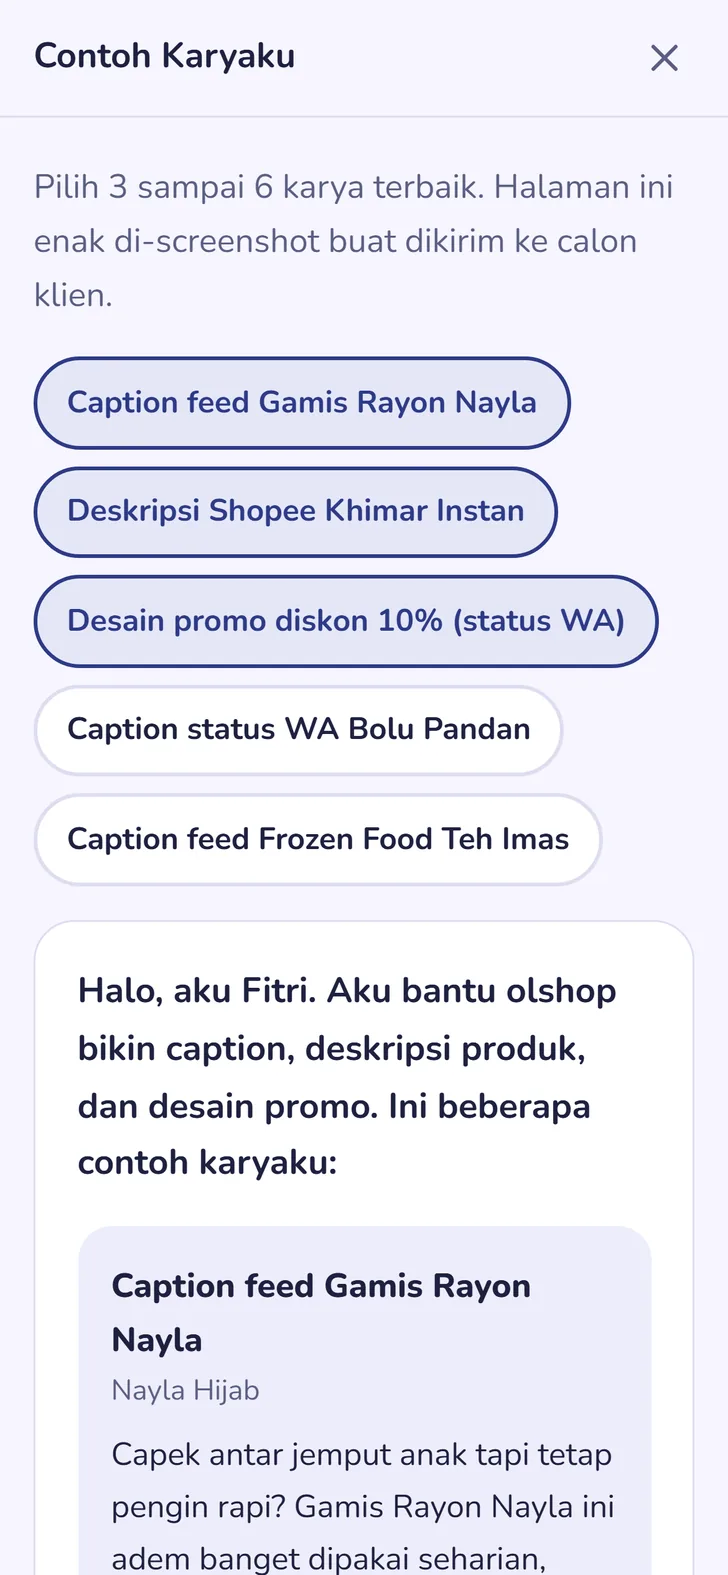 Contoh Karyaku
Pilih 3 sampai 6 karya terbaik. Halaman ini
enak di-screenshot buat dikirim ke calon
klien.
Caption feed Gamis Rayon Nayla
Deskripsi Shopee Khimar Instan
Desain promo diskon 10% (status WA)
Caption status WA Bolu Pandan
Caption feed Frozen Food Teh Imas
Halo, aku Fitri. Aku bantu olshop
bikin caption, deskripsi produk,
dan desain promo. Ini beberapa
contoh karyaku:
Caption feed Gamis Rayon
Nayla
Nayla Hijab
Capek antar jemput anak tapi tetap
pengin rapi? Gamis Rayon Nayla ini
adem banget dipakai seharian,